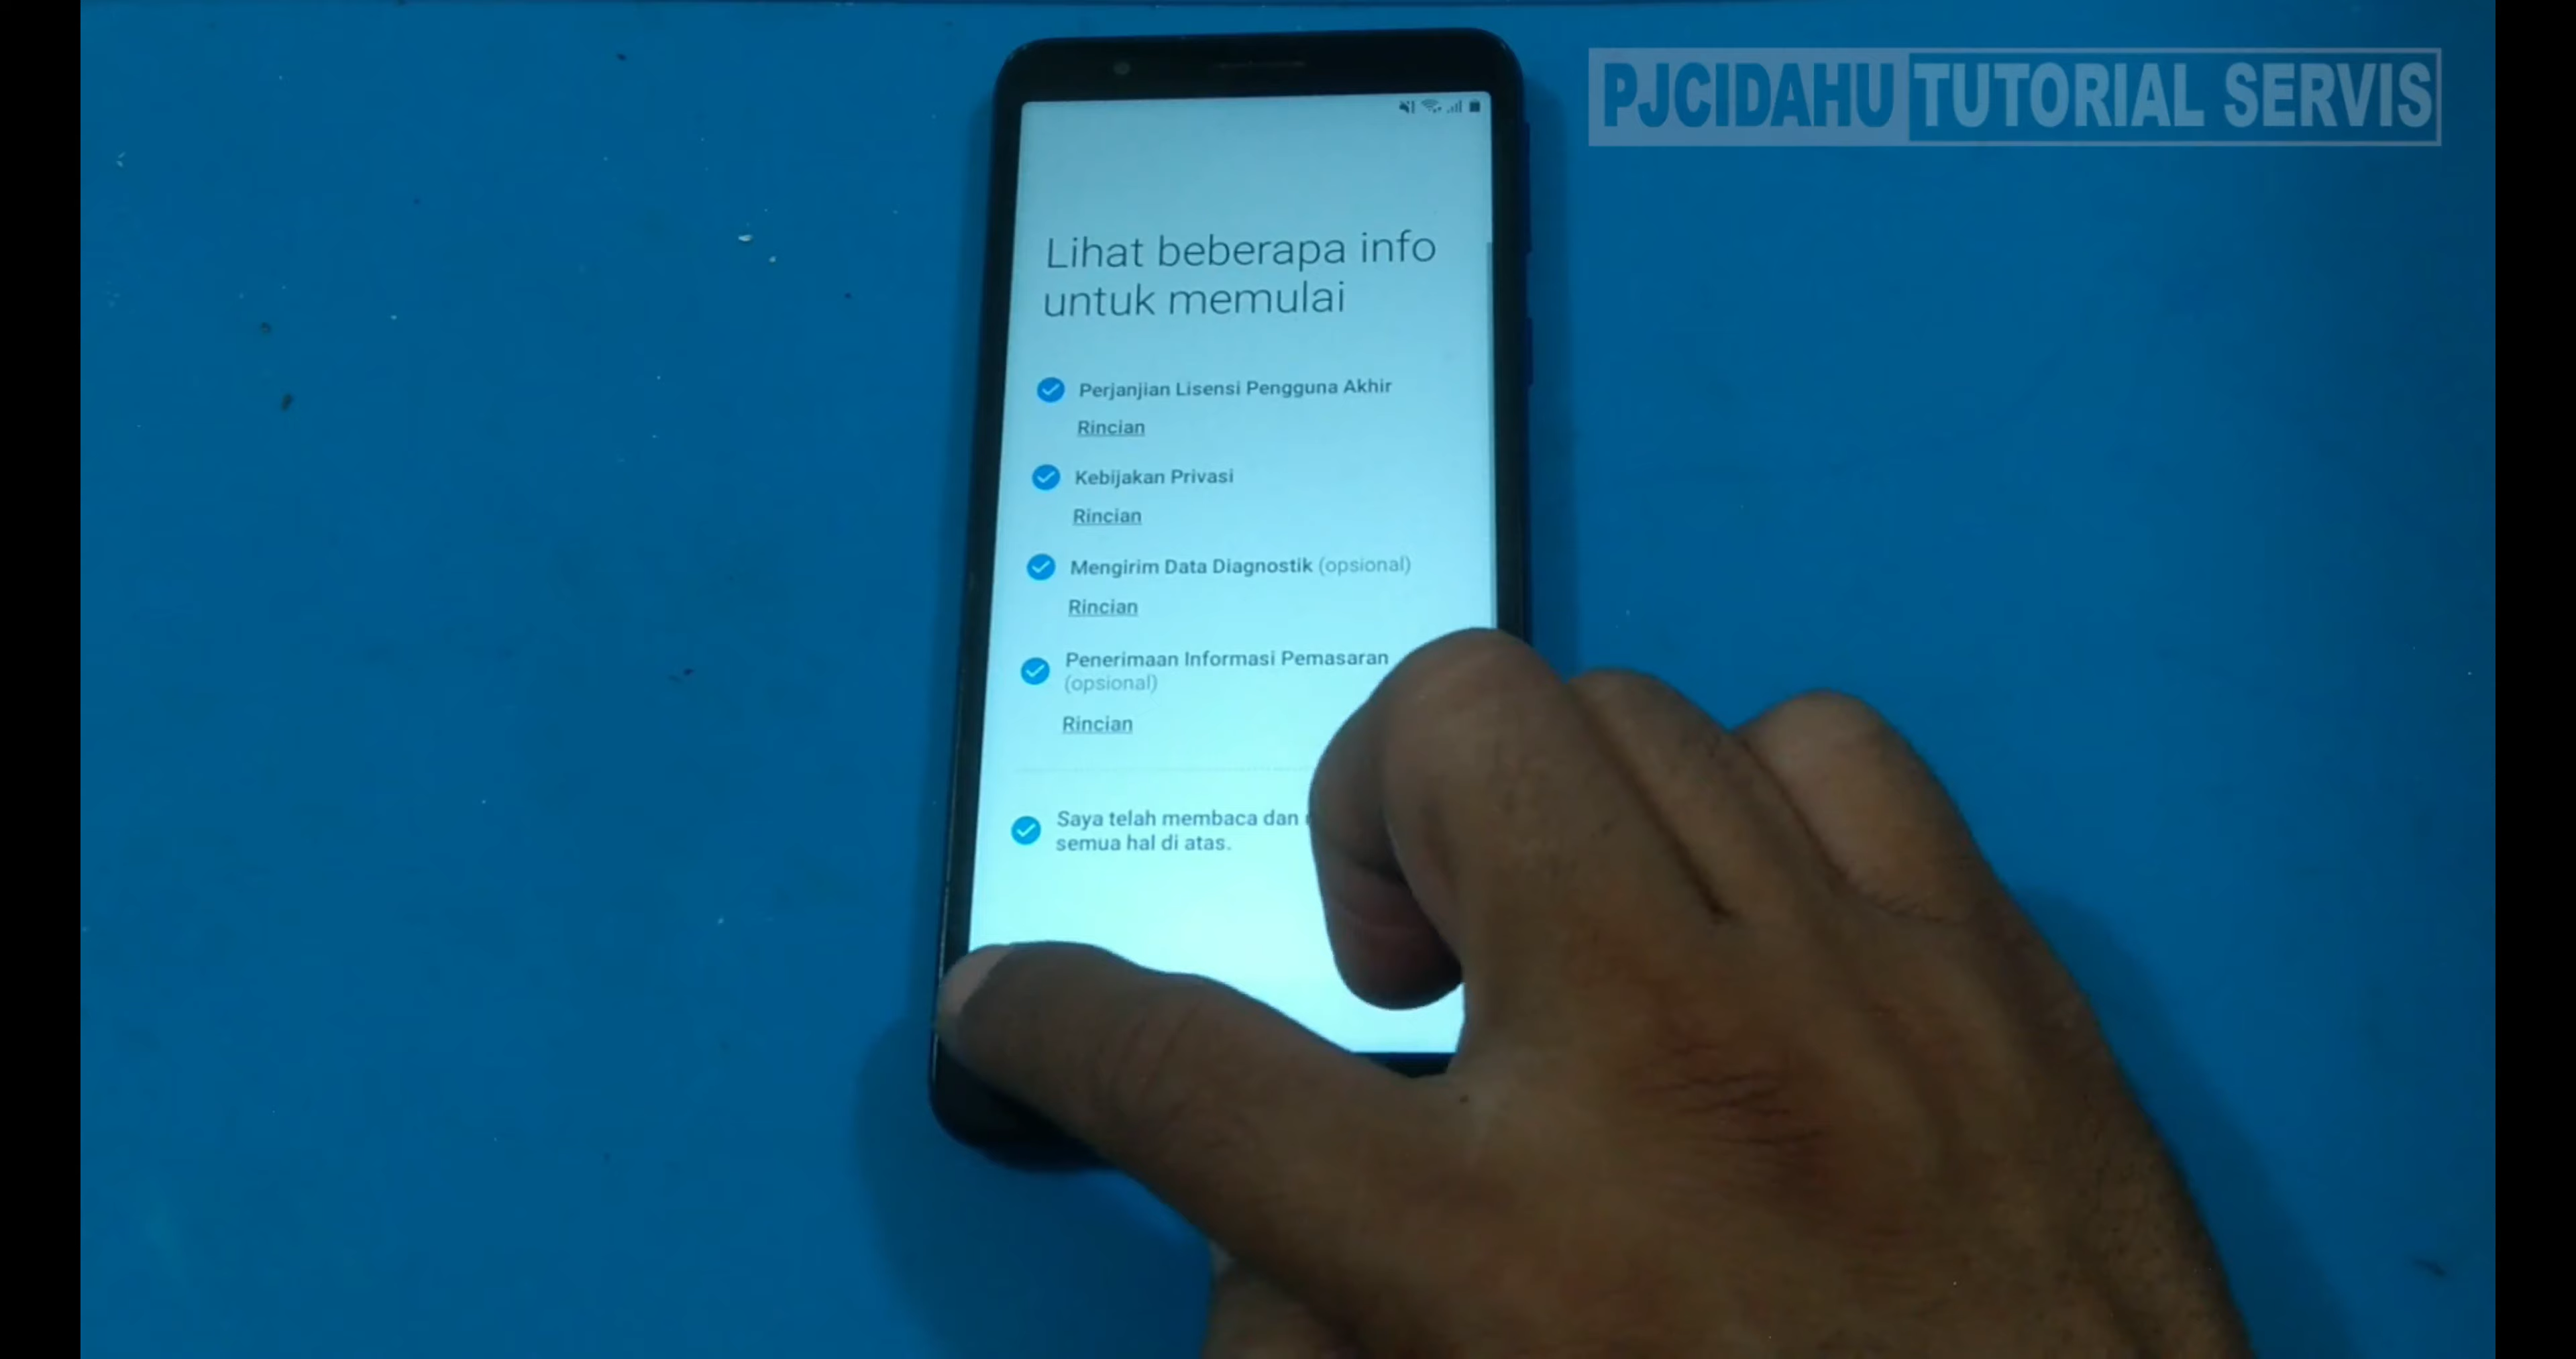 PJCIDAHU TUTORIAL SERVIS
Lihat beberapa info
untuk memulai
Perjanjian Lisensi Pengguna Akhir
Rincian
Kebijakan Privasi
Rincian
Mengirim Data Diagnostik (opsional)
Rincian
Penerimaan Informasi Pemasaran
(opsional)
Rincian
Saya telah membaca dan
semua hal di atas.